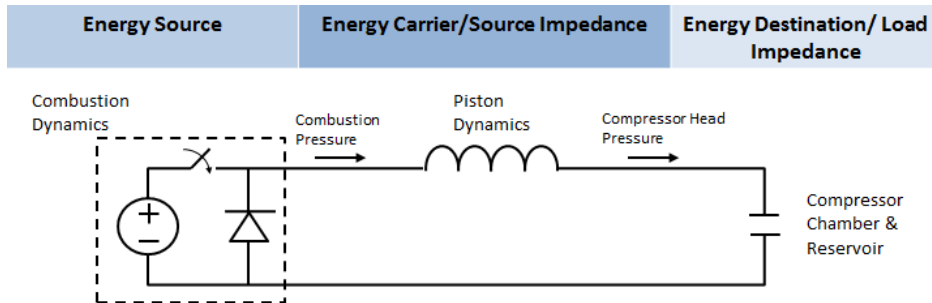 Energy Source
Energy Carrier/Source Impedance
Energy Destination/ Load
Impedance
Combustion
Dynamics
Combustion
Pressure
Piston
Dynamics
Compressor Head
Pressure
Compressor
Chamber &
Reservoir